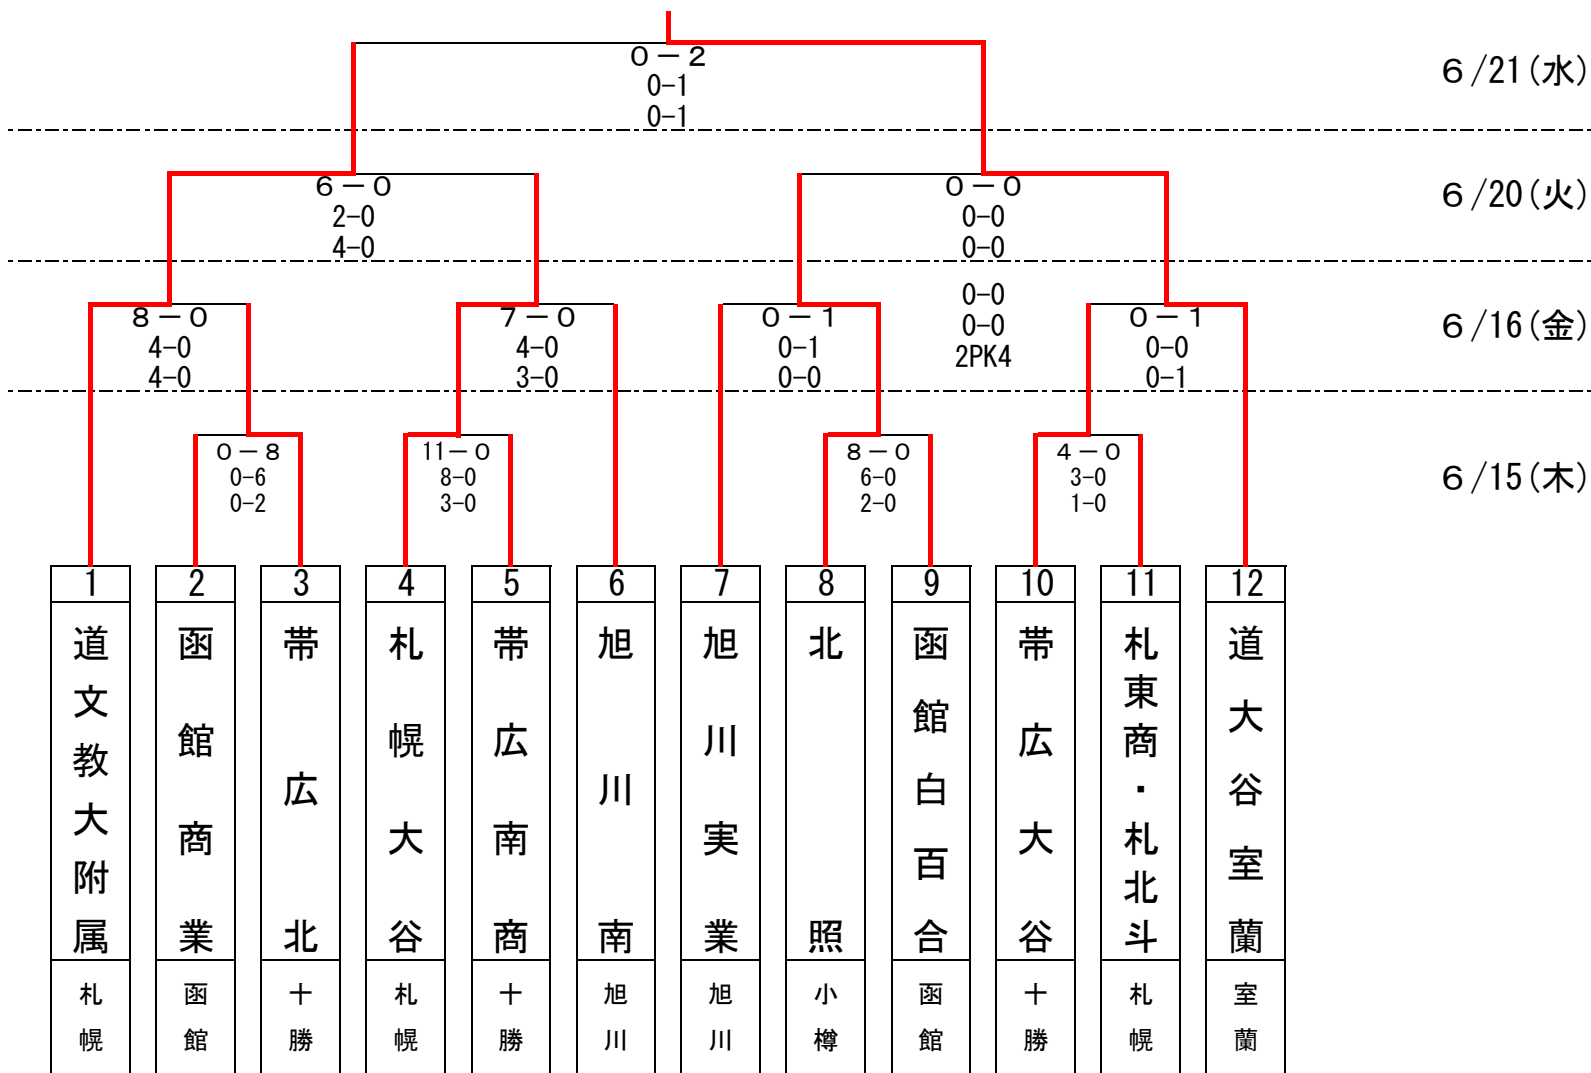 ０－２
0-1
0-1
６/21(水)
６－０
2-0
4-0
０－０
0-0
0-0
６/20(火)
0-0
0-0
2PK4
８－０
4-0
4-0
７－０
4-0
3-0
０－１
0-1
0-0
０－１
0-0
0-1
６/16(金)
０－８
0-6
0-2
11－０
8-0
3-0
８－０
6-0
2-0
４－０
3-0
1-0
６/15(木)
1
道文教大附属
札幌
2
函館商業
函館
3
帯広北
十勝
4
札幌大谷
札幌
5
帯広南商
十勝
6
旭川南
旭川
7
旭川実業
旭川
8
北照
小樽
9
函館白百合
函館
10
帯広大谷
十勝
11
札東商・札北斗
札幌
12
道大谷室蘭
室蘭